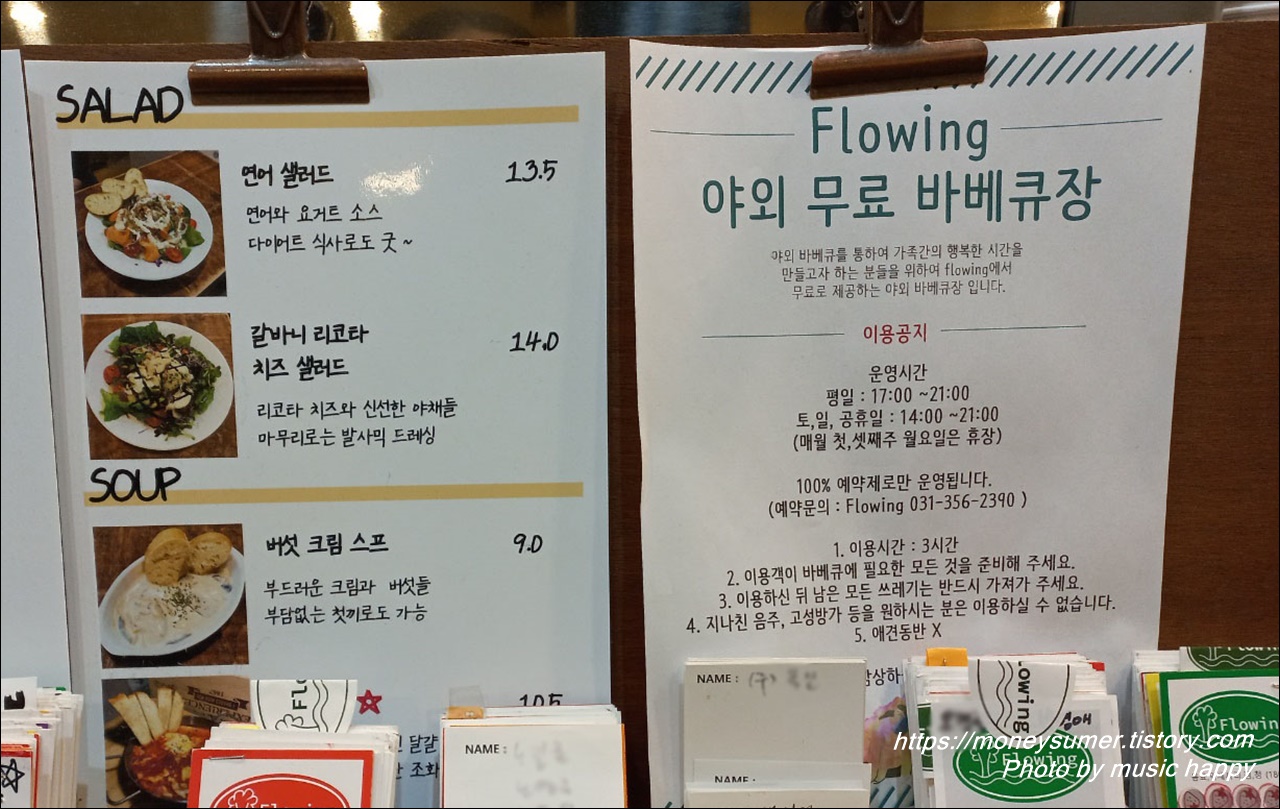 SALAD
연어 샐러드
13.5
연어와 요거트 소스
다이어트 식사로도 굿~
갈바니 리코타
치즈 샐러드
14.0
리코타 치즈와 신선한 야채들
마무리로는 발사믹 드레싱
SOUP
버섯 크림 스프
9.0
부드러운 크림과 버섯들
부담없는 첫끼로도 가능
10.5
달걀
조화
NAME :
Flowing
야외 무료 바베큐장
야외 바베큐를 통하여 가족간의 행복한 시간을
만들고자 하는 분들을 위하여 flowing에서
무료로 제공하는 야외 바베큐장 입니다.
이용공지
운영시간
평일 : 17:00 ~21:00
토,일, 공휴일 : 14:00 ~21:00
(매월 첫,셋째주 월요일은 휴장)
100% 예약제로만 운영됩니다.
(예약문의 : Flowing 031-356-2390 )
1. 이용시간 : 3시간
2. 이용객이 바베큐에 필요한 모든 것을 준비해 주세요.
3. 이용하신 뒤 남은 모든 쓰레기는 반드시 가져가 주세요.
4. 지나친 음주, 고성방가 등을 원하시는 분은 이용하실 수 없습니다.
5. 애견동반 X
NAME :
NAME :
Flowing
Flowin
https://moneysumer.tistory.com
Photo by music happy